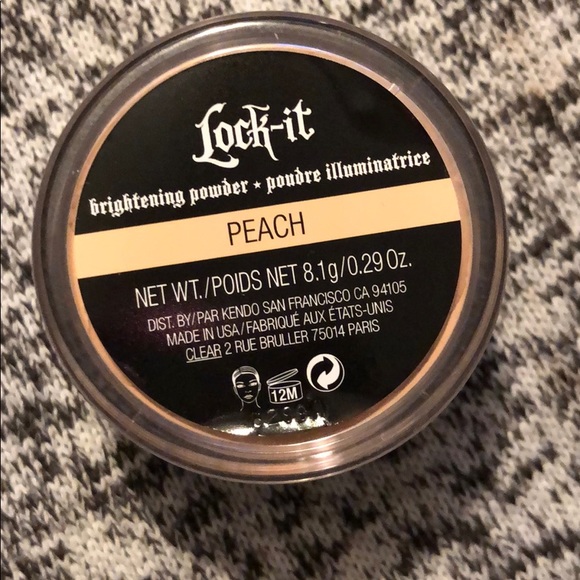 Lock-it
brightening powder ★ poudre illuminatrice
PEACH
NET WT./POIDS NET 8.1g/0.29 Oz.
DIST. BY/PAR KENDO SAN FRANCISCO CA 94105
MADE IN USA/FABRIQUÉ AUX ÉTATS-UNIS
CLEAR 2 RUE BRULLER 75014 PARIS
12M